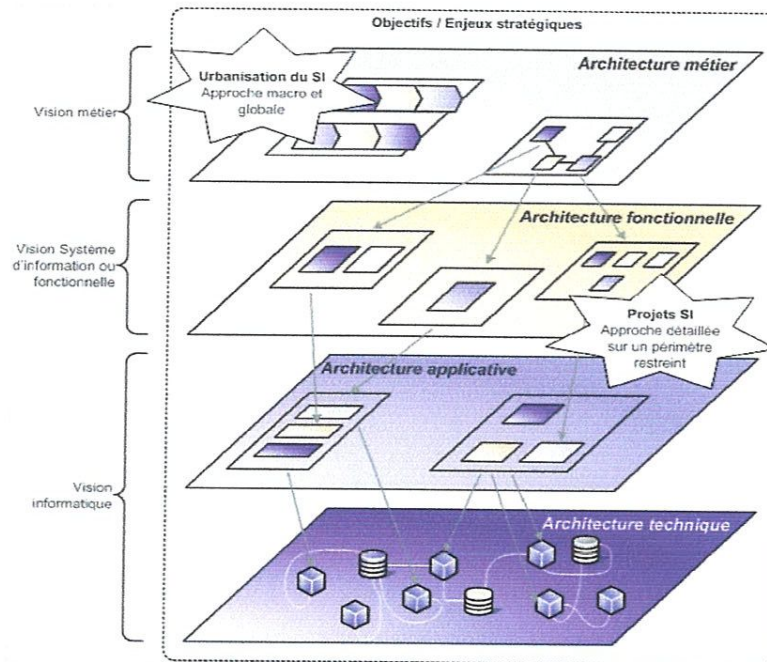 Objectifs / Enjeux stratégiques
Urbanisation du SI
Approche macro et
globale
Architecture métier
Vision métier
Architecture fonctionnelle
Vision Système
d'information ou
fonctionnelle
Projets SI
Approche détaillée
sur un périmètre
restreint
Architecture applicative
Vision
informatique
Architecture technique